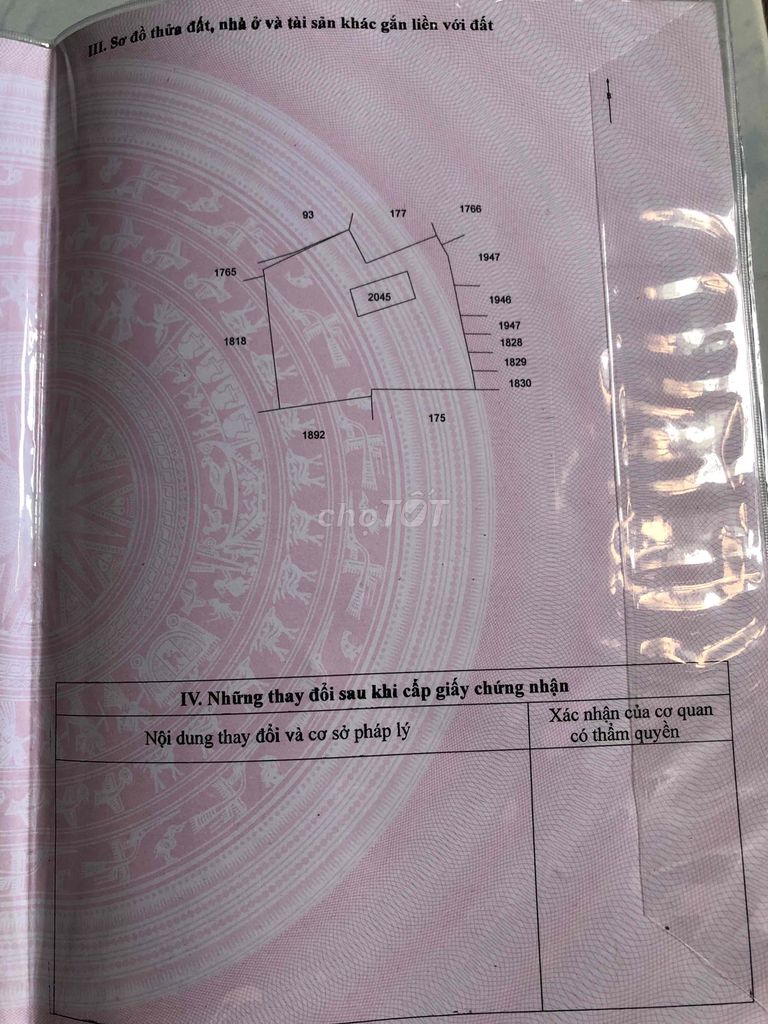 III. Sơ đồ thửa đất, nhà ở và tài sản khác gắn liền với đất
93
177
1766
1765
1947
2045
1946
1818
1947
1828
1829
1830
1892
175
chợTỐT
IV. Những thay đổi sau khi cấp giấy chứng nhận
Nội dung thay đổi và cơ sở pháp lý
Xác nhận của cơ quan
có thẩm quyền